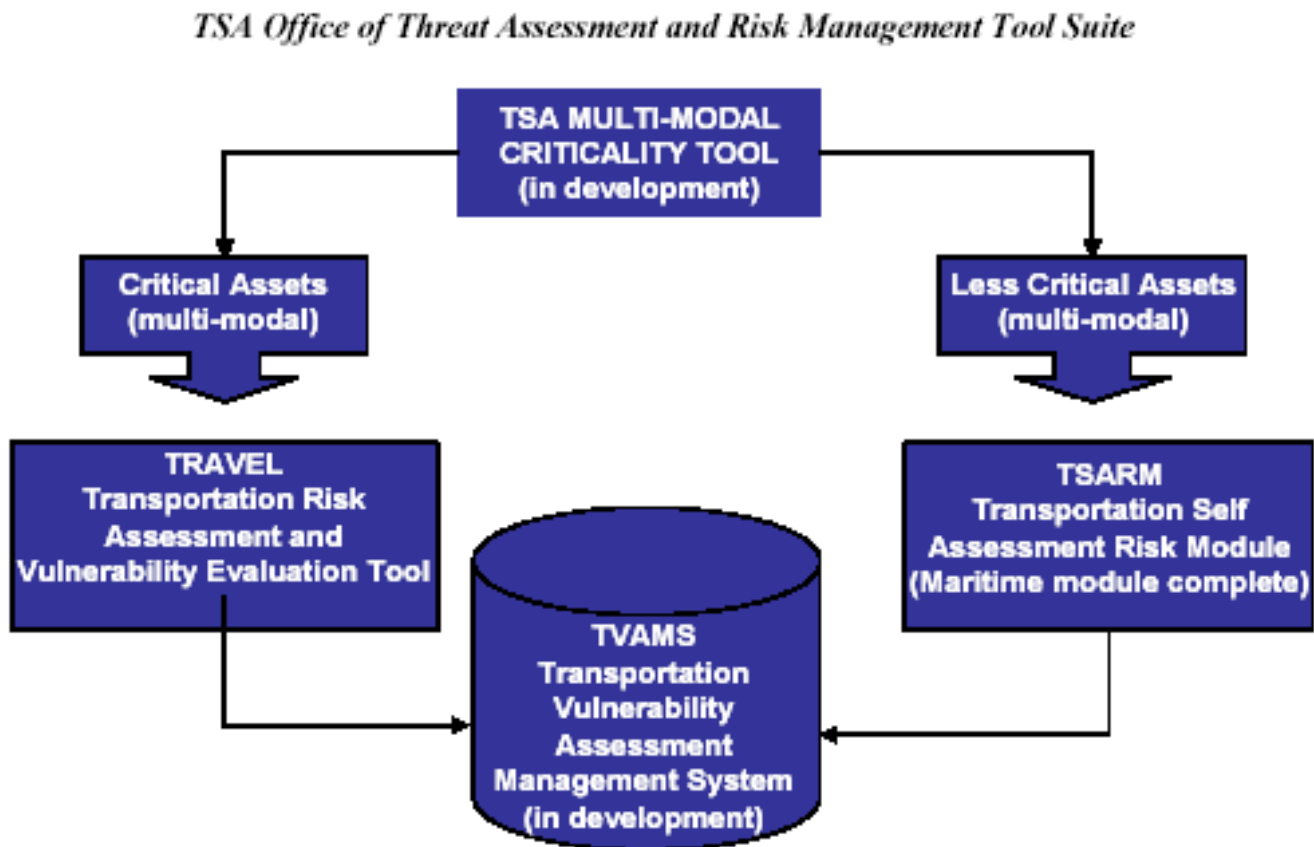 TSA Office of Threat Assessment and Risk Management Tool Suite
TSA MULTI-MODAL
CRITICALITY TOOL
(in development)
Critical Assets
(multi-modal)
Less Critical Assets
(multi-modal)
TRAVEL
Transportation Risk
Assessment and
Vulnerability Evaluation Tool
TSARM
Transportation Self
Assessment Risk Module
(Maritime module complete)
TVAMS
Transportation
Vulnerability
Assessment
Management System
(in development)